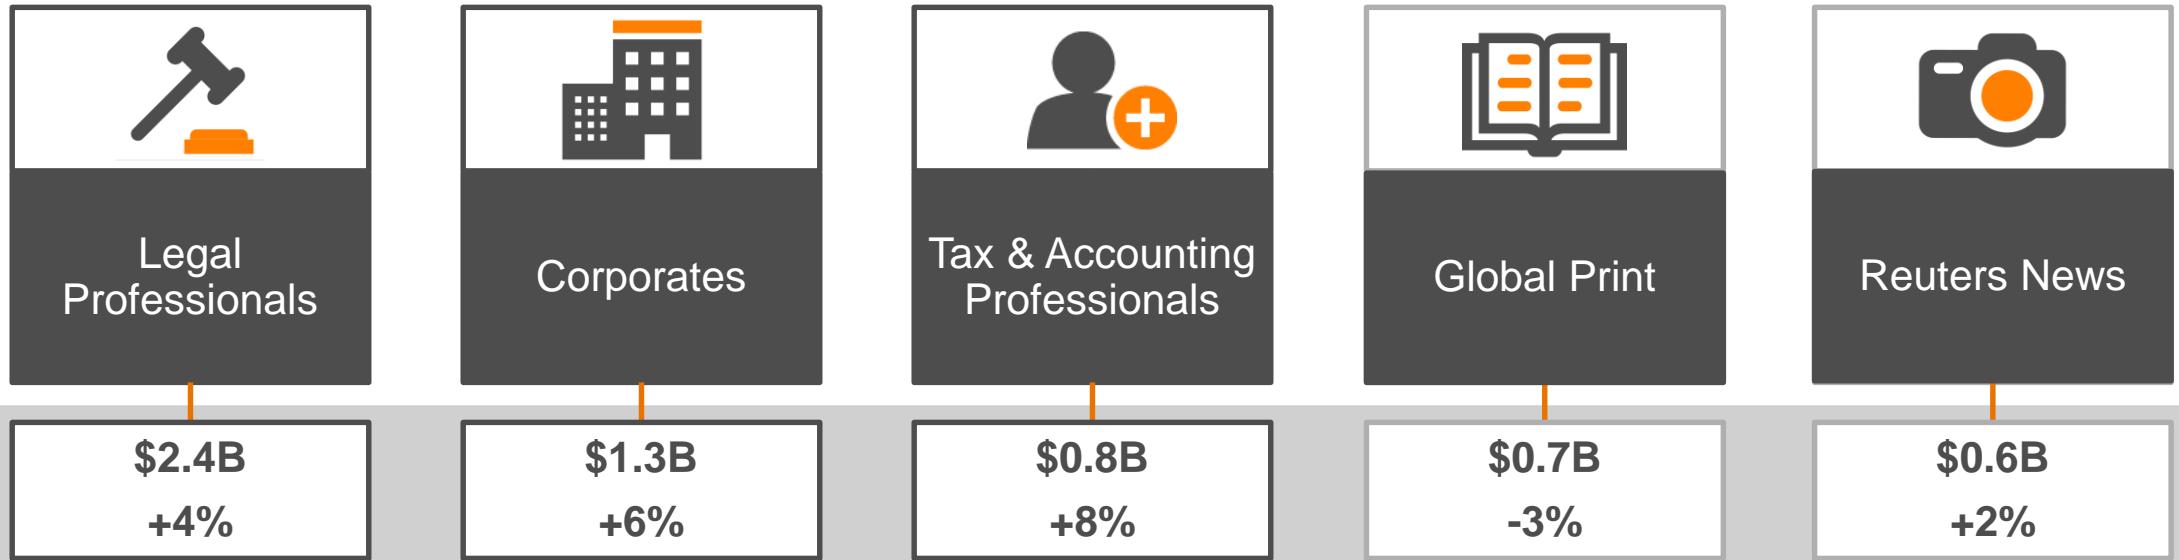 Legal
Professionals
Corporates
Tax & Accounting
Professionals
Global Print
Reuters News
$2.4B
+4%
$1.3B
+6%
$0.8B
+8%
$0.7B
-3%
$0.6B
+2%